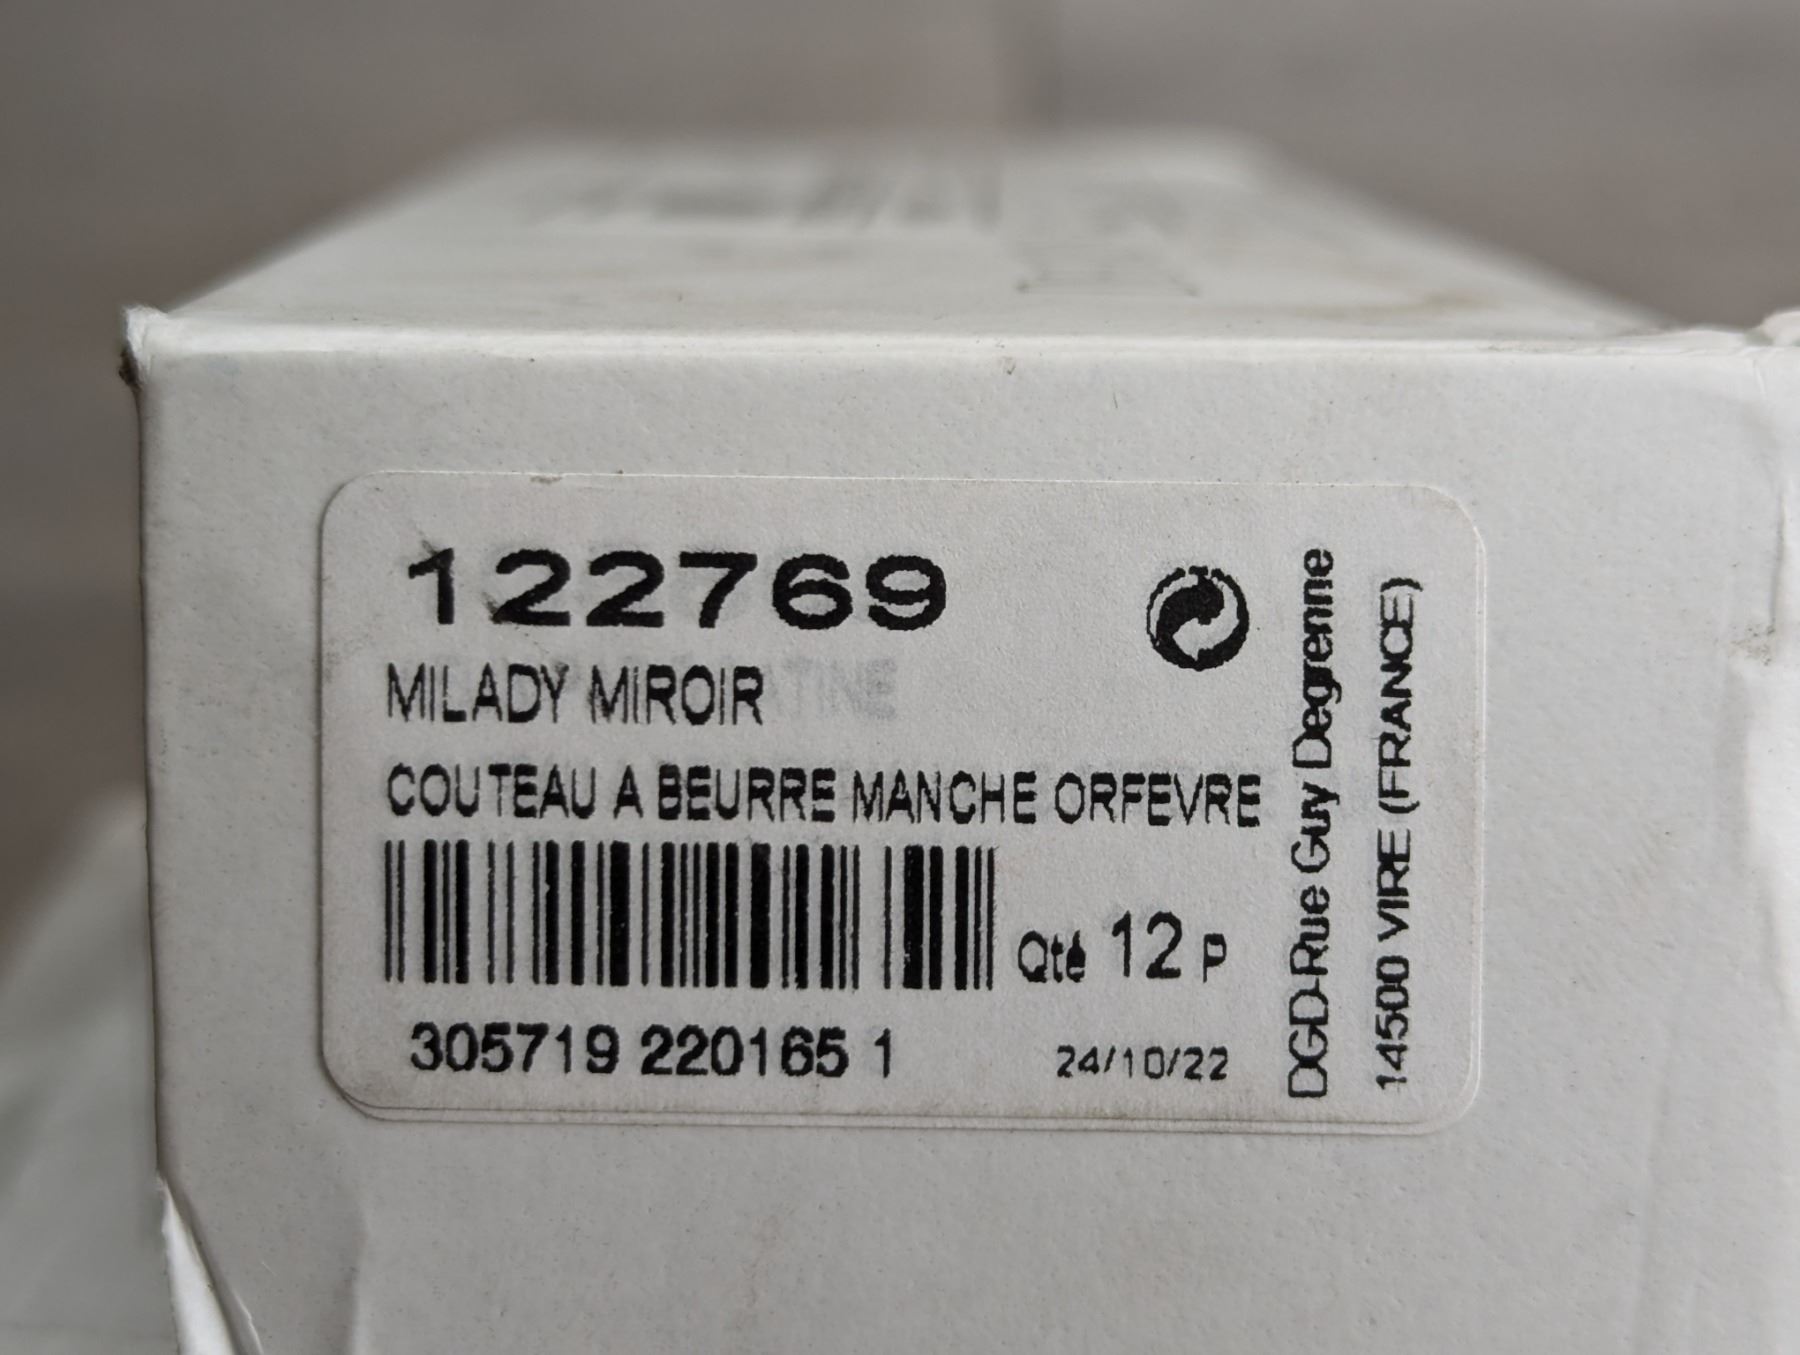 122769
MILADY MIROIR
COUTEAU A BEURRE MANCHE ORFEVRE
Qté 12 P
305719 220165 1
24/10/22
DGD-Rue Guy Degrenne
14500 VIRE (FRANCE)